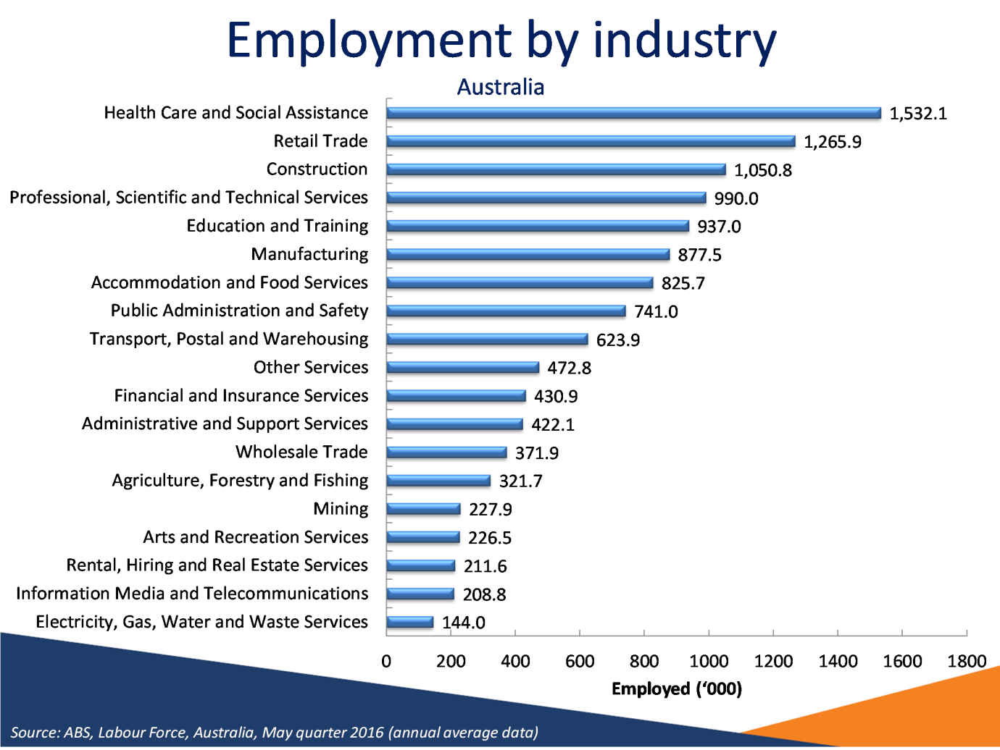 Employment by industry
Australia
Health Care and Social Assistance 1,532.1
Retail Trade 1,265.9
Construction 1,050.8
Professional, Scientific and Technical Services 990.0
Education and Training 937.0
Manufacturing 877.5
Accommodation and Food Services 825.7
Public Administration and Safety 741.0
Transport, Postal and Warehousing 623.9
Other Services 472.8
Financial and Insurance Services 430.9
Administrative and Support Services 422.1
Wholesale Trade 371.9
Agriculture, Forestry and Fishing 321.7
Mining 227.9
Arts and Recreation Services 226.5
Rental, Hiring and Real Estate Services 211.6
Information Media and Telecommunications 208.8
Electricity, Gas, Water and Waste Services 144.0
0 200 400 600 800 1000 1200 1400 1600 1800
Employed (‘000)
Source: ABS, Labour Force, Australia, May quarter 2016 (annual average data)